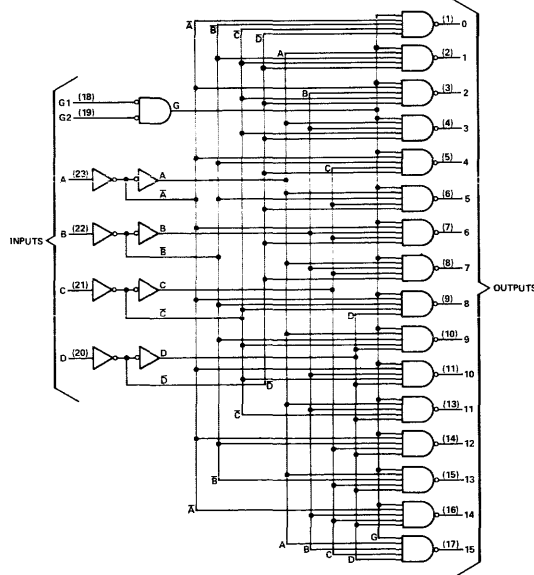 A̅
B̅
C̅
D̅
(1) 0
A
(2) 1
B
(3) 2
G1 (18)
G2 (19)
G
(4) 3
C
(5) 4
A (23)
A
A̅
(6) 5
B (22)
B
B̅
(7) 6
INPUTS
(8) 7
C (21)
C
C̅
OUTPUTS
D
(9) 8
(10) 9
D (20)
D
D̅
D̅
(11) 10
C̅
(13) 11
(14) 12
B̅
(15) 13
A̅
(16) 14
G
A
B
C
D
(17) 15